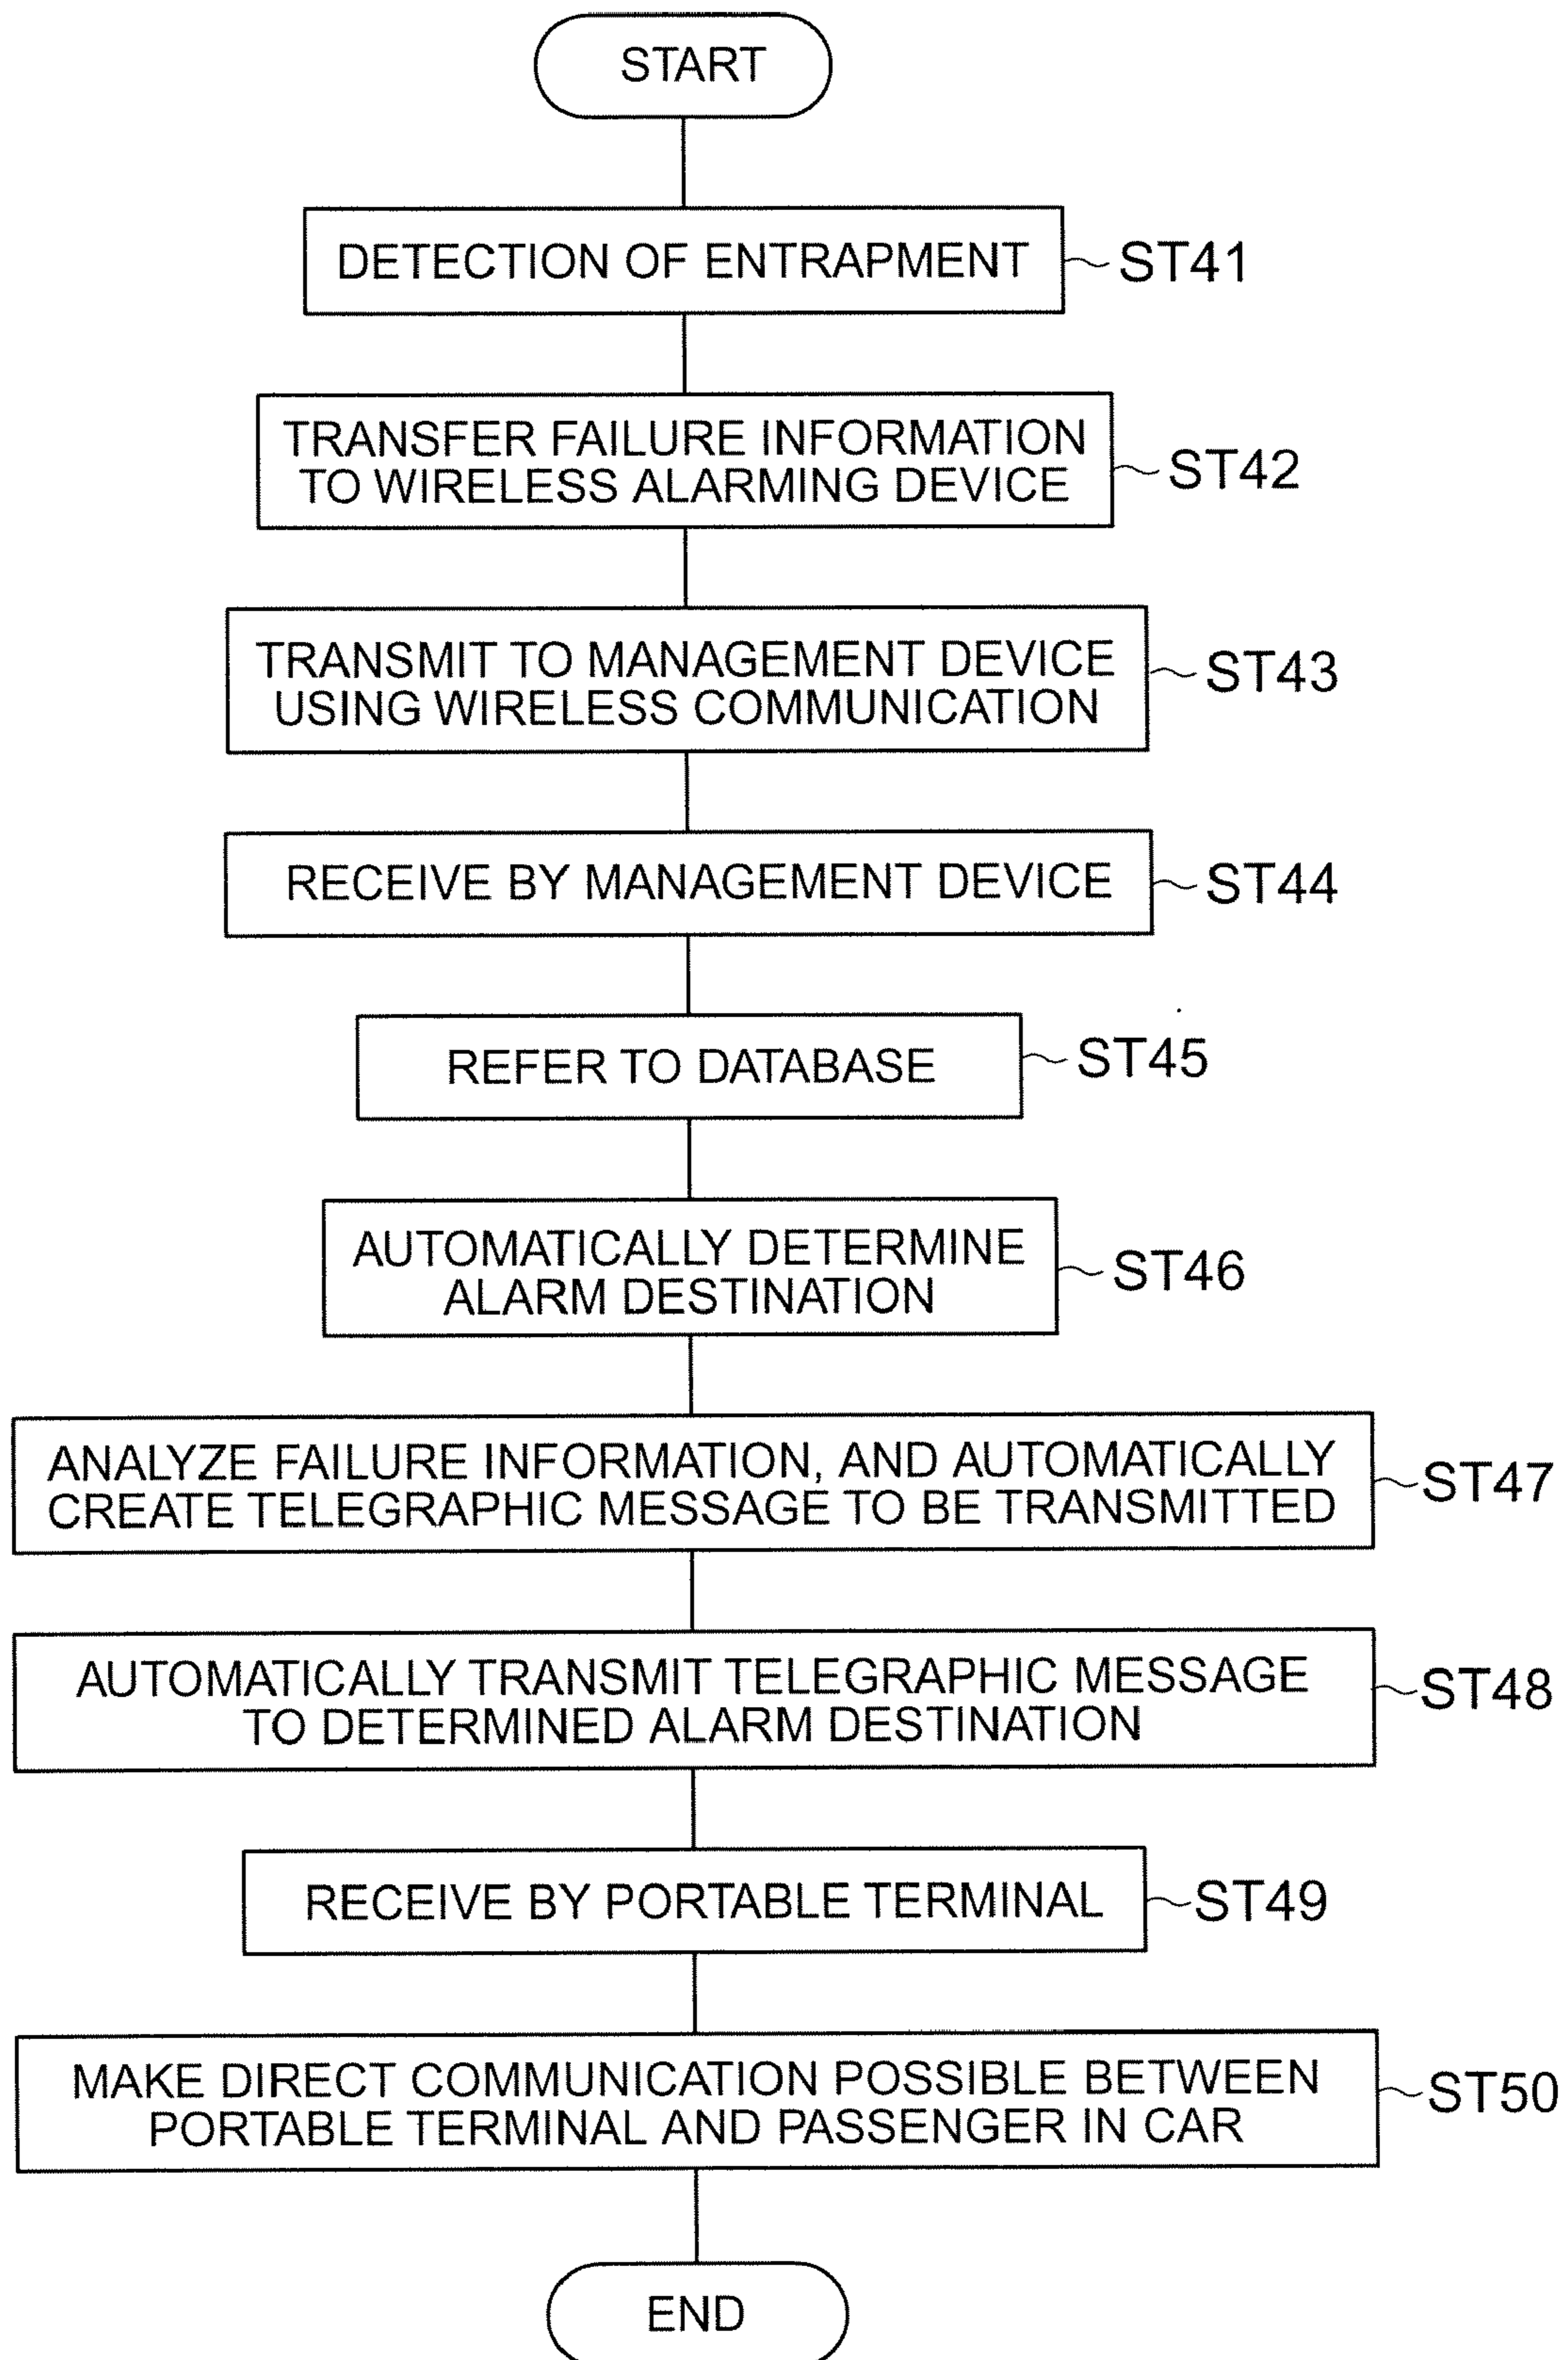 START
DETECTION OF ENTRAPMENT
ST41
TRANSFER FAILURE INFORMATION
TO WIRELESS ALARMING DEVICE
ST42
TRANSMIT TO MANAGEMENT DEVICE
USING WIRELESS COMMUNICATION
ST43
RECEIVE BY MANAGEMENT DEVICE
ST44
REFER TO DATABASE
ST45
AUTOMATICALLY DETERMINE
ALARM DESTINATION
ST46
ANALYZE FAILURE INFORMATION, AND AUTOMATICALLY
CREATE TELEGRAPHIC MESSAGE TO BE TRANSMITTED
ST47
AUTOMATICALLY TRANSMIT TELEGRAPHIC MESSAGE
TO DETERMINED ALARM DESTINATION
ST48
RECEIVE BY PORTABLE TERMINAL
ST49
MAKE DIRECT COMMUNICATION POSSIBLE BETWEEN
PORTABLE TERMINAL AND PASSENGER IN CAR
ST50
END